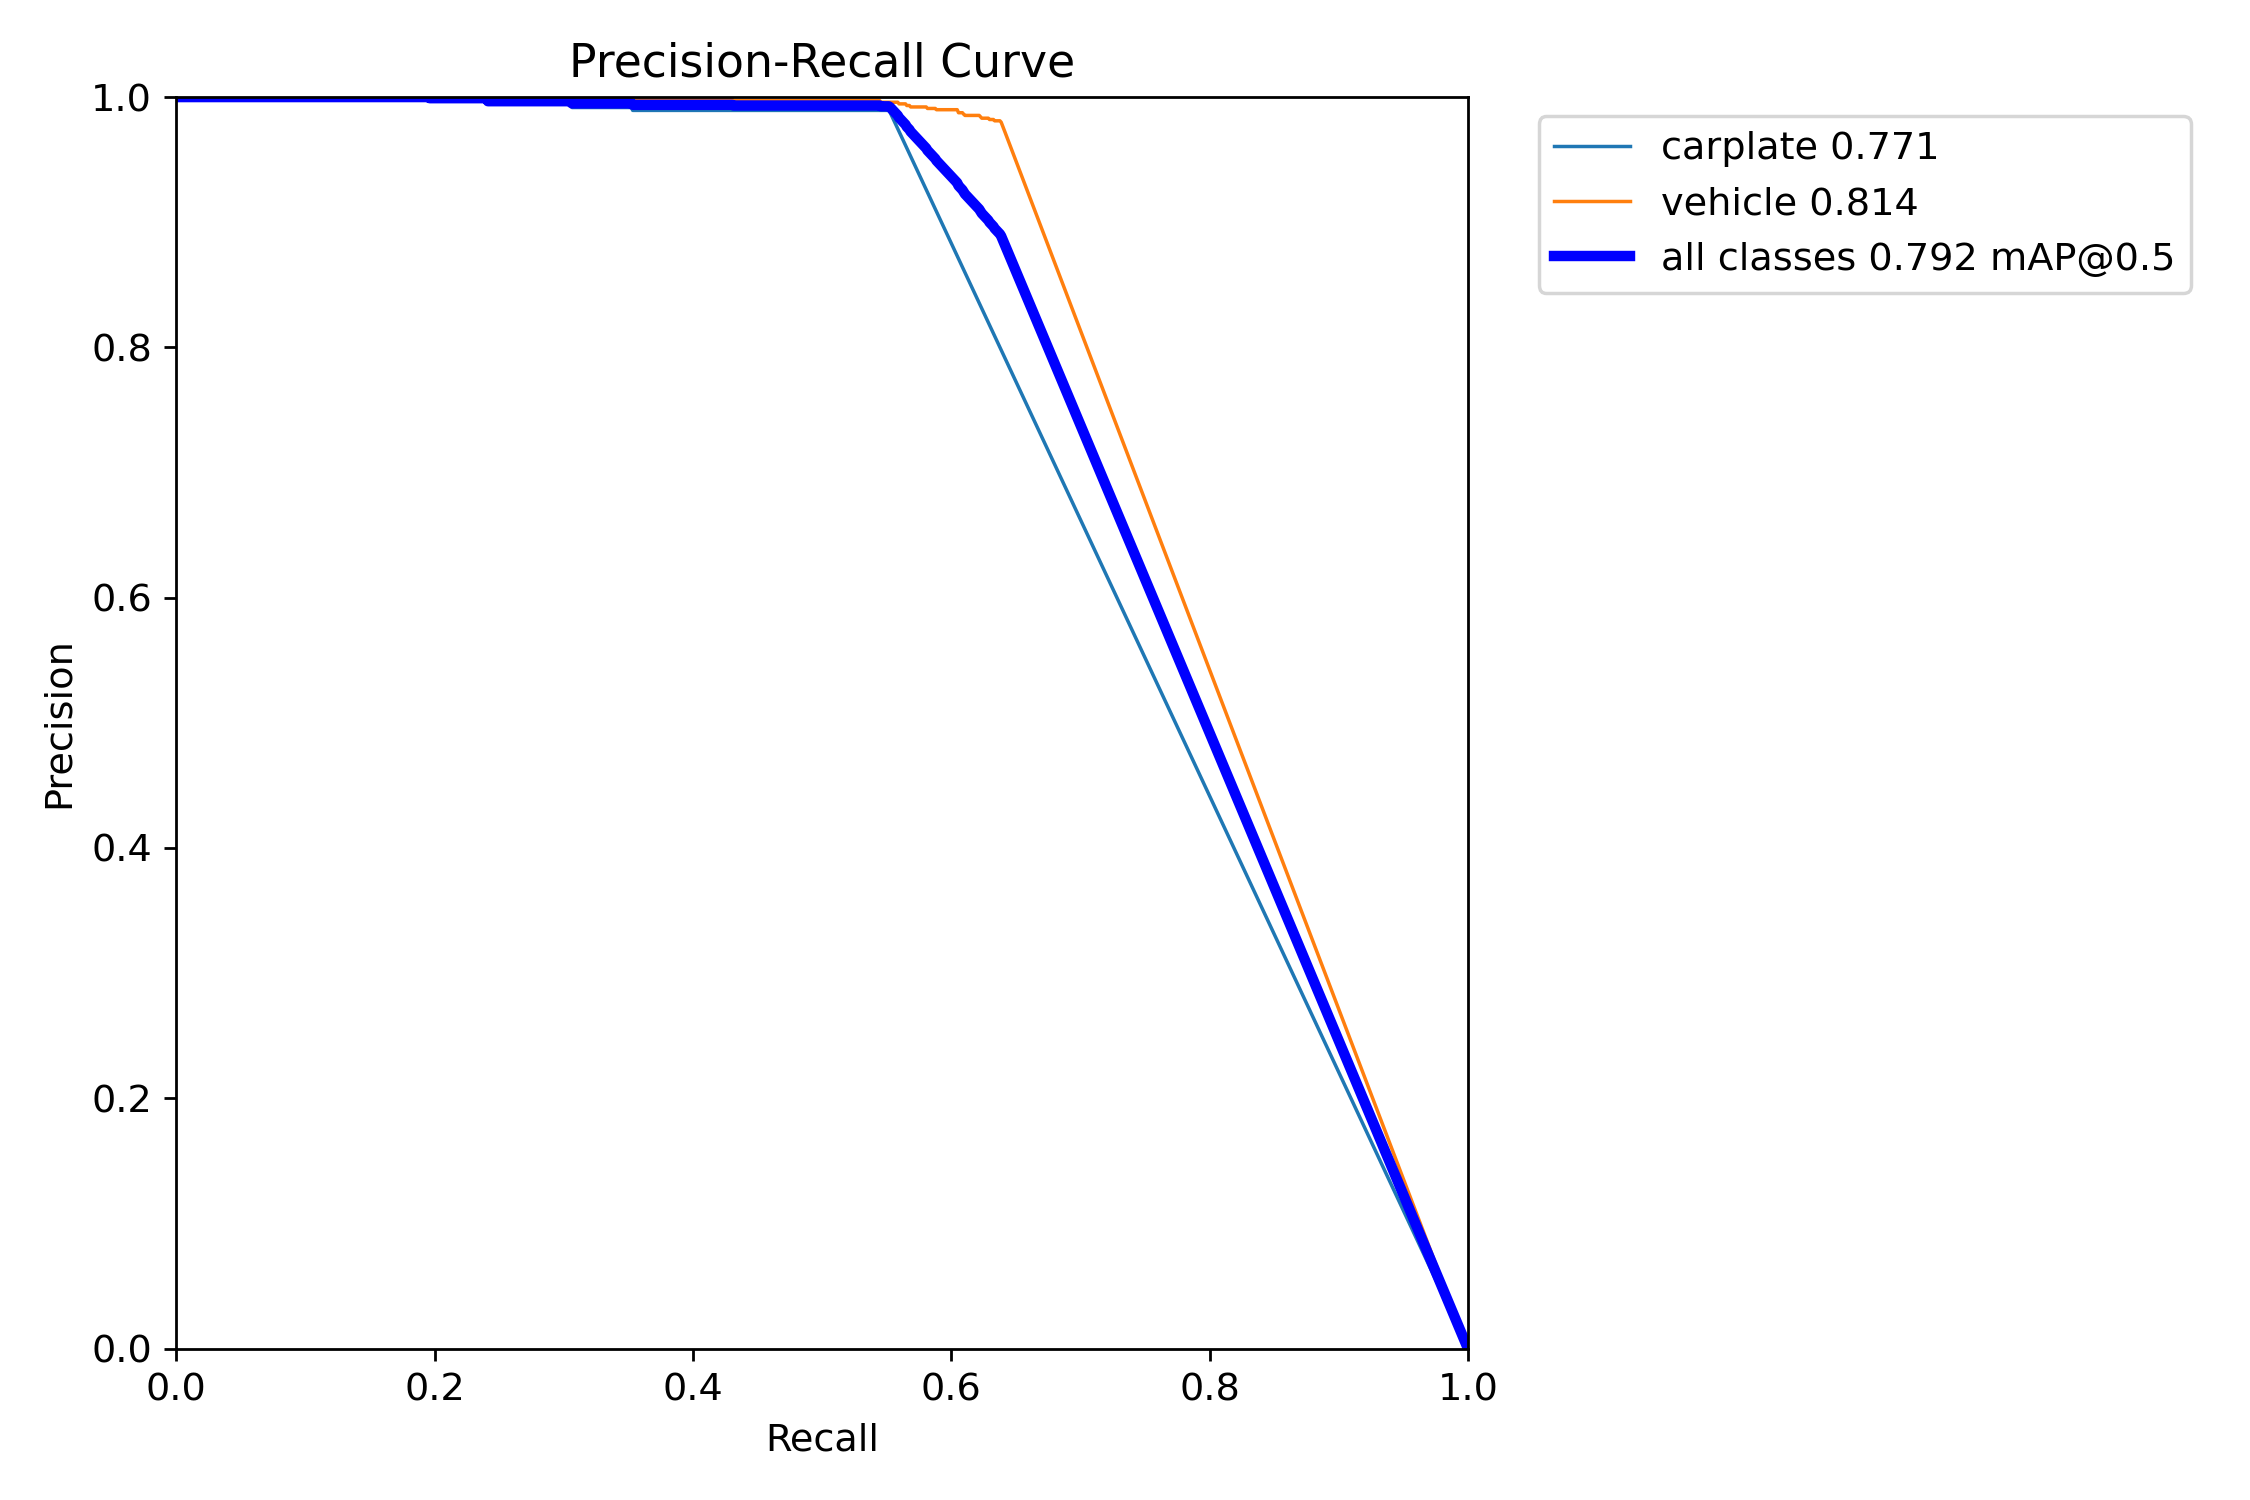 Precision-Recall Curve
1.0
0.8
0.6
0.4
0.2
0.0
Precision
0.0 0.2 0.4 0.6 0.8 1.0
Recall
carplate 0.771
vehicle 0.814
all classes 0.792 mAP@0.5